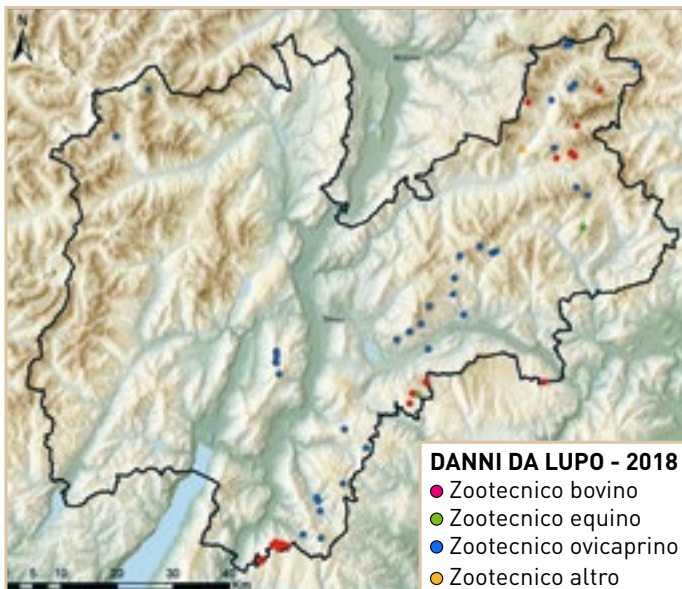 N
DANNI DA LUPO - 2018
Zootecnico bovino
Zootecnico equino
Zootecnico ovicaprino
Zootecnico altro
5 10 20 30 40
Km